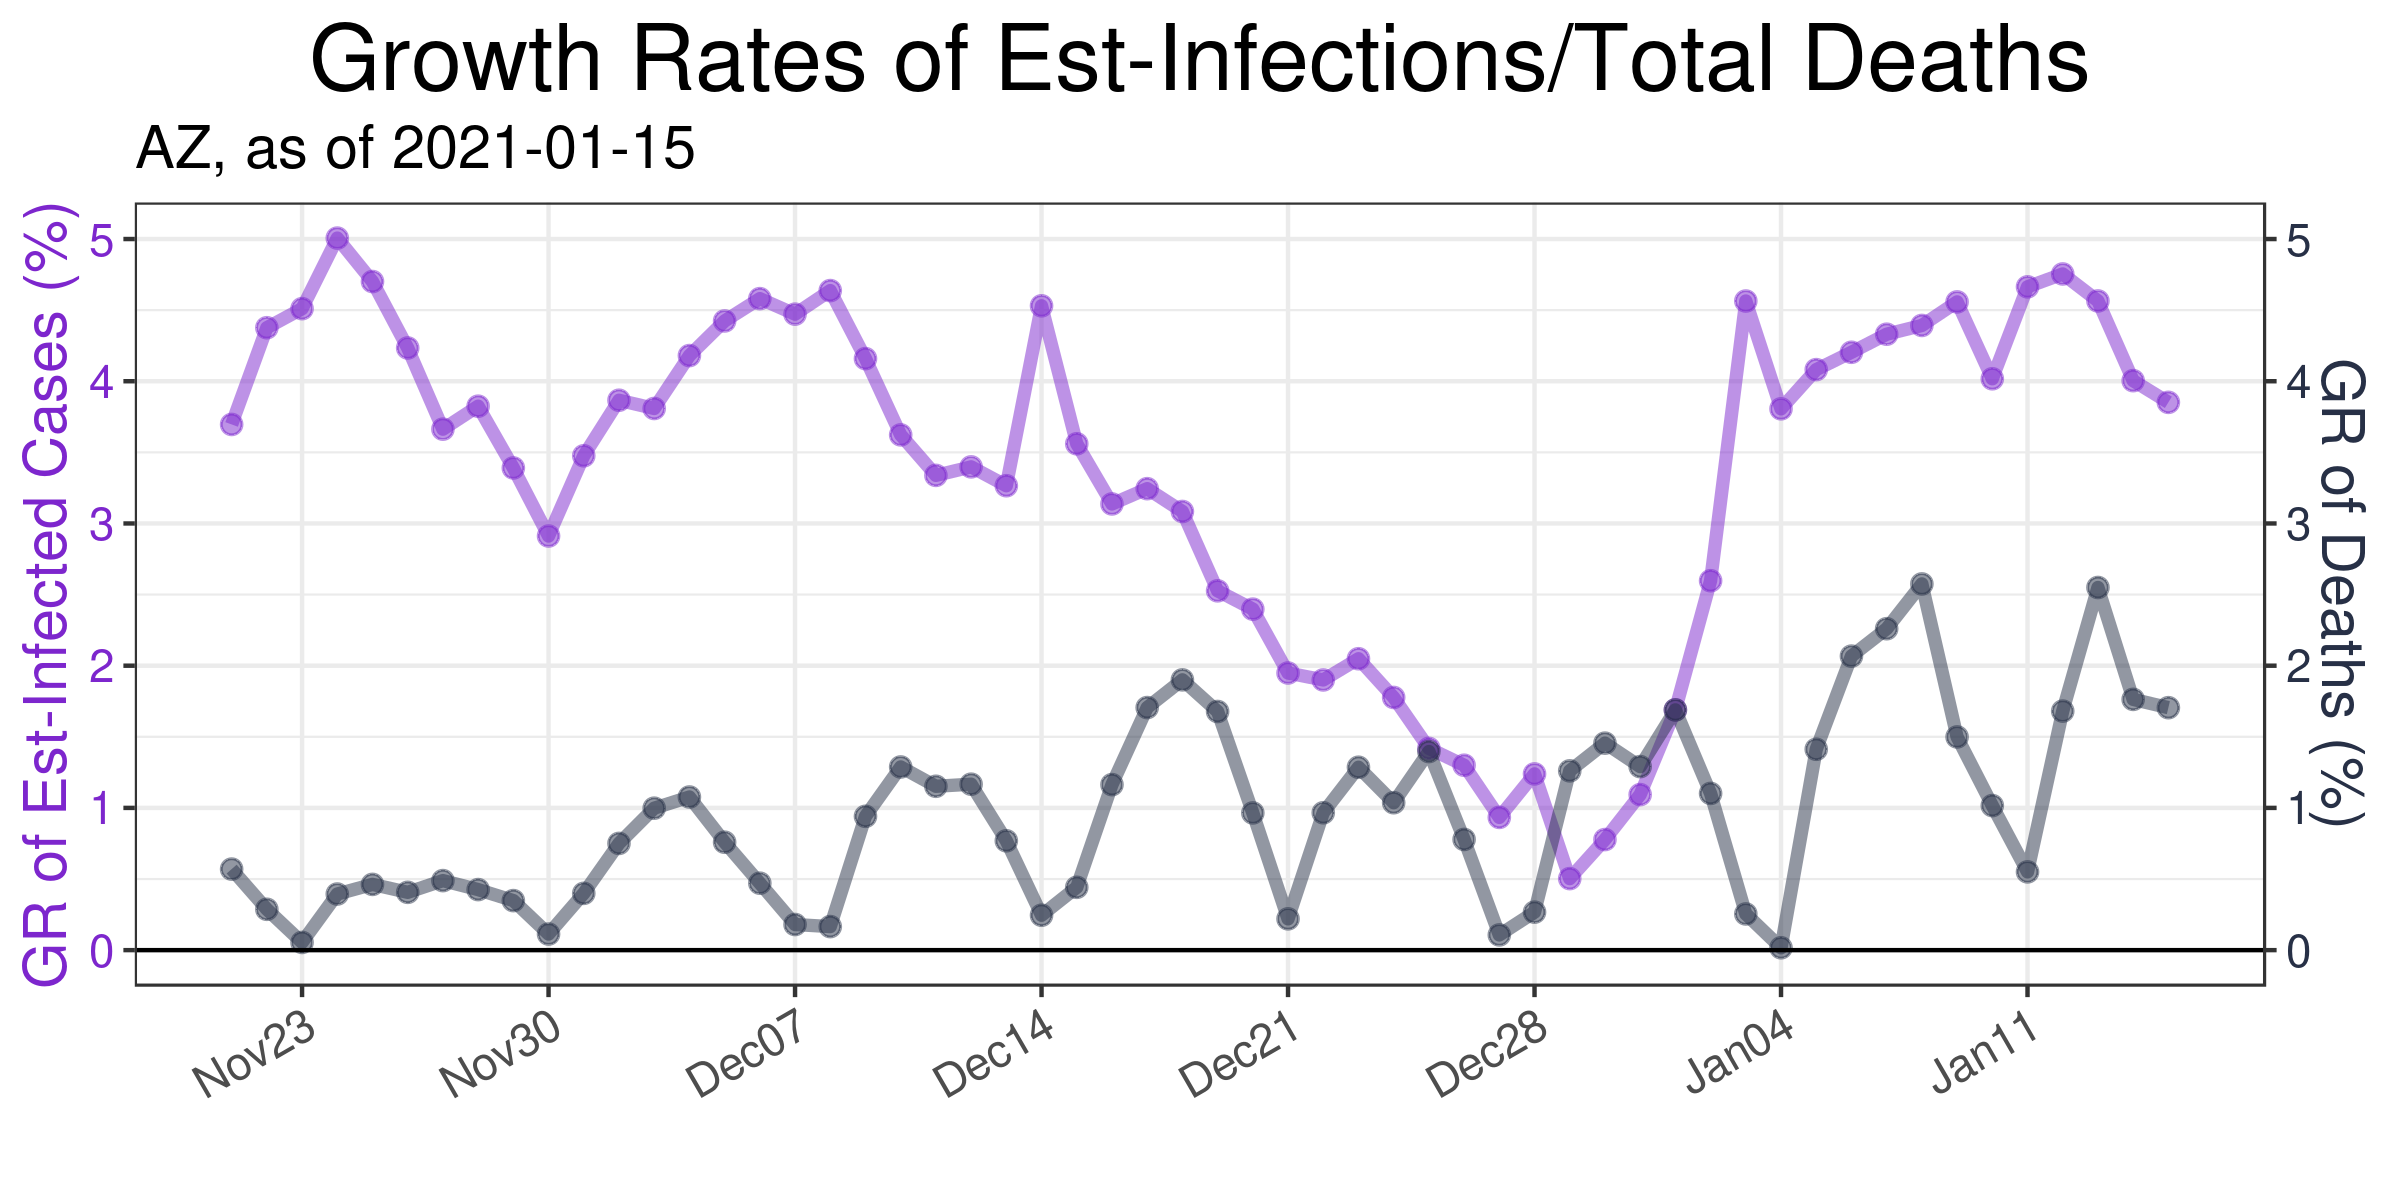 Growth Rates of Est-Infections/Total Deaths
AZ, as of 2021-01-15
GR of Est-Infected Cases (%)
5
4
3
2
1
0
5
4
3
2
1
0
GR of Deaths (%)
Nov23
Nov30
Dec07
Dec14
Dec21
Dec28
Jan04
Jan11